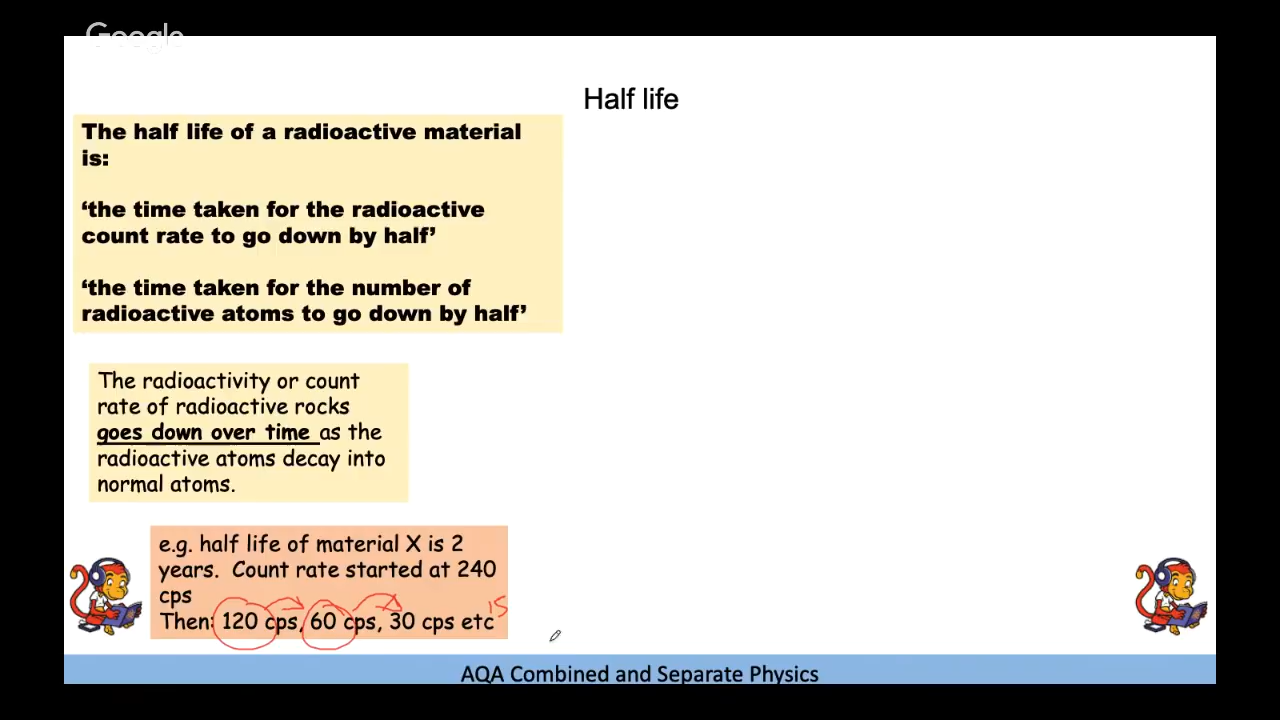 Google
Half life
The half life of a radioactive material
is:
‘the time taken for the radioactive
count rate to go down by half’
‘the time taken for the number of
radioactive atoms to go down by half’
The radioactivity or count
rate of radioactive rocks
goes down over time as the
radioactive atoms decay into
normal atoms.
e.g. half life of material X is 2
years. Count rate started at 240
cps
15
Then: 120 cps, 60 cps, 30 cps etc
AQA Combined and Separate Physics